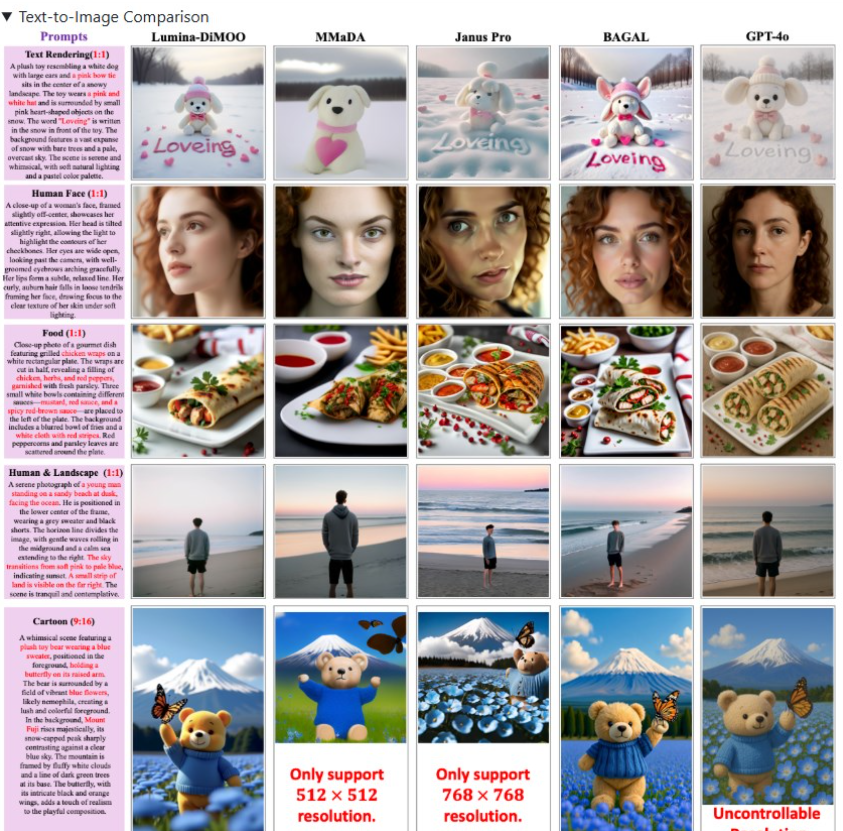 ▼ Text-to-Image Comparison
Prompts
Lumina-DiMOO
MMaDA
Janus Pro
BAGAL
GPT-4o
Text Rendering(1:1)
A plush toy resembling a white dog
with large ears and a pink bow tie
sits in the center of a snowy
landscape. The toy wears a pink and
white hat and is surrounded by small
pink heart-shaped objects on the
snow. The word "Loveing" is written
in the snow in front of the toy. The
background features a vast expanse
of snow with bare trees and a pale,
overcast sky. The scene is serene and
whimsical, with soft natural lighting
and a pastel color palette.
Loveing
Loveing
Loveing
Loveing
Human Face (1:1)
A close-up of a woman's face, framed
slightly off-center, showcases her
attentive expression. Her head is tilted
slightly right, allowing the light to
highlight the contours of her
cheekbones. Her eyes are wide open,
looking past the camera, with well-
groomed eyebrows arching gracefully.
Her lips form a subtle, relaxed line. Her
curly, auburn hair falls in loose tendrils
framing her face, drawing focus to the
clear texture of her skin under soft
lighting.
Food (1:1)
Close-up photo of a gourmet dish
featuring grilled chicken wraps on a
white rectangular plate. The wraps are
cut in half, revealing a filling of
chicken, herbs, and red peppers,
garnished with fresh parsley. Three
small white bowls containing different
sauces—mustard, red sauce, and a
spicy red-brown sauce—are placed to
the left of the plate. The background
includes a blurred bowl of fries and a
white cloth with red stripes. Red
peppercorns and parsley leaves are
scattered around the plate.
Human & Landscape (1:1)
A serene photograph of a young man
standing on a sandy beach at dusk,
facing the ocean. He is positioned in
the lower center of the frame,
wearing a grey sweater and black
shorts. The horizon line divides the
image, with gentle waves rolling in
the midground and a calm sea
extending to the right. The sky
transitions from soft pink to pale blue,
indicating sunset. A small strip of
land is visible on the far right. The
scene is tranquil and contemplative.
Cartoon (9:16)
A whimsical scene featuring a
plush toy bear wearing a blue
sweater, positioned in the
foreground, holding a
butterfly on its raised arm.
The bear is surrounded by a
field of vibrant blue flowers,
likely nemophila, creating a
lush and colorful foreground.
In the background, Mount
Fuji rises majestically, its
snow-capped peak sharply
contrasting against a clear
blue sky. The mountain is
framed by fluffy white clouds
and a line of dark green trees
at its base. The butterfly, with
its intricate black and orange
wings, adds a touch of realism
to the playful composition.
Only support
512 × 512
resolution.
Only support
768 × 768
resolution.
Uncontrollable